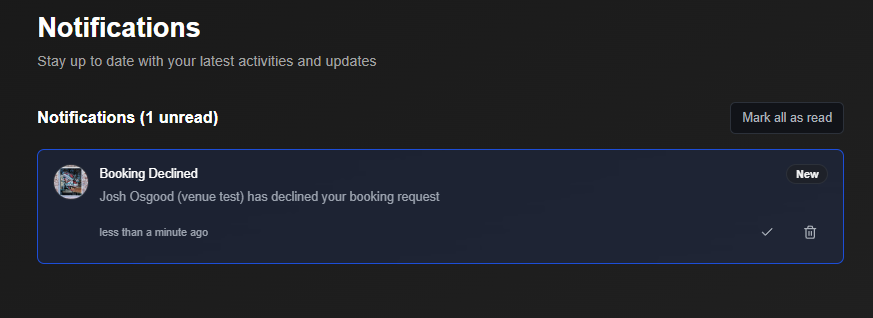 Notifications
Stay up to date with your latest activities and updates
Notifications (1 unread)
Mark all as read
Booking Declined
New
Josh Osgood (venue test) has declined your booking request
less than a minute ago